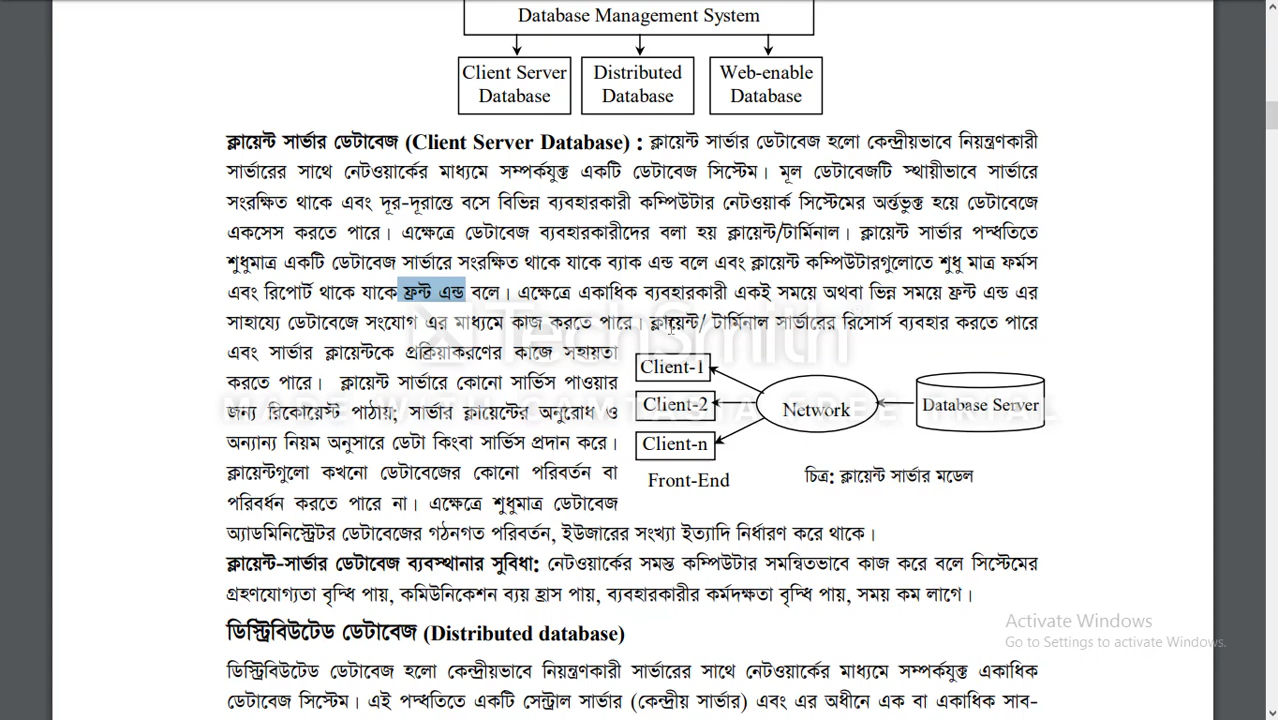 Database Management System
Client Server Database
Distributed Database
Web-enable Database
ক্লায়েন্ট সার্ভার ডেটাবেজ (Client Server Database) : ক্লায়েন্ট সার্ভার ডেটাবেজ হলো কেন্দ্রীয়ভাবে নিয়ন্ত্রণকারী
সার্ভারের সাথে নেটওয়ার্কের মাধ্যমে সম্পর্কযুক্ত একটি ডেটাবেজ সিস্টেম। মূল ডেটাবেজটি স্থায়ীভাবে সার্ভারে
সংরক্ষিত থাকে এবং দূর-দূরান্তে বসে বিভিন্ন ব্যবহারকারী কম্পিউটার নেটওয়ার্ক সিস্টেমের অর্ন্তভুক্ত হয়ে ডেটাবেজে
একসেস করতে পারে। এক্ষেত্রে ডেটাবেজ ব্যবহারকারীদের বলা হয় ক্লায়েন্ট/টার্মিনাল। ক্লায়েন্ট সার্ভার পদ্ধতিতে
শুধুমাত্র একটি ডেটাবেজ সার্ভারে সংরক্ষিত থাকে যাকে ব্যাক এন্ড বলে এবং ক্লায়েন্ট কম্পিউটারগুলোতে শুধু মাত্র ফর্মস
এবং রিপোর্ট থাকে যাকে ফ্রন্ট এন্ড বলে। এক্ষেত্রে একাধিক ব্যবহারকারী একই সময়ে অথবা ভিন্ন সময়ে ফ্রন্ট এন্ড এর
সাহায্যে ডেটাবেজে সংযোগ এর মাধ্যমে কাজ করতে পারে। ক্লায়েন্ট/ টার্মিনাল সার্ভারের রিসোর্স ব্যবহার করতে পারে
এবং সার্ভার ক্লায়েন্টকে প্রক্রিয়াকরণের কাজে সহায়তা
করতে পারে। ক্লায়েন্ট সার্ভারে কোনো সার্ভিস পাওয়ার
জন্য রিকোয়েস্ট পাঠায়; সার্ভার ক্লায়েন্টের অনুরোধ ও
অন্যান্য নিয়ম অনুসারে ডেটা কিংবা সার্ভিস প্রদান করে।
ক্লায়েন্টগুলো কখনো ডেটাবেজের কোনো পরিবর্তন বা
পরিবর্ধন করতে পারে না। এক্ষেত্রে শুধুমাত্র ডেটাবেজ
অ্যাডমিনিস্ট্রেটর ডেটাবেজের গঠনগত পরিবর্তন, ইউজারের সংখ্যা ইত্যাদি নির্ধারণ করে থাকে।
Client-1
Client-2
Client-n
Network
Database Server
Front-End
চিত্র: ক্লায়েন্ট সার্ভার মডেল
ক্লায়েন্ট-সার্ভার ডেটাবেজ ব্যবস্থানার সুবিধা: নেটওয়ার্কের সমস্ত কম্পিউটার সমন্বিতভাবে কাজ করে বলে সিস্টেমের
গ্রহণযোগ্যতা বৃদ্ধি পায়, কমিউনিকেশন ব্যয় হ্রাস পায়, ব্যবহারকারীর কর্মদক্ষতা বৃদ্ধি পায়, সময় কম লাগে।
ডিস্ট্রিবিউটেড ডেটাবেজ (Distributed database)
ডিস্ট্রিবিউটেড ডেটাবেজ হলো কেন্দ্রীয়ভাবে নিয়ন্ত্রণকারী সার্ভারের সাথে নেটওয়ার্কের মাধ্যমে সম্পর্কযুক্ত একাধিক
ডেটাবেজ সিস্টেম। এই পদ্ধতিতে একটি সেন্ট্রাল সার্ভার (কেন্দ্রীয় সার্ভার) এবং এর অধীনে এক বা একাধিক সাব-
TechSmith
MADE WITH CAMTASIA FREE TRIAL
Activate Windows
Go to Settings to activate Windows.